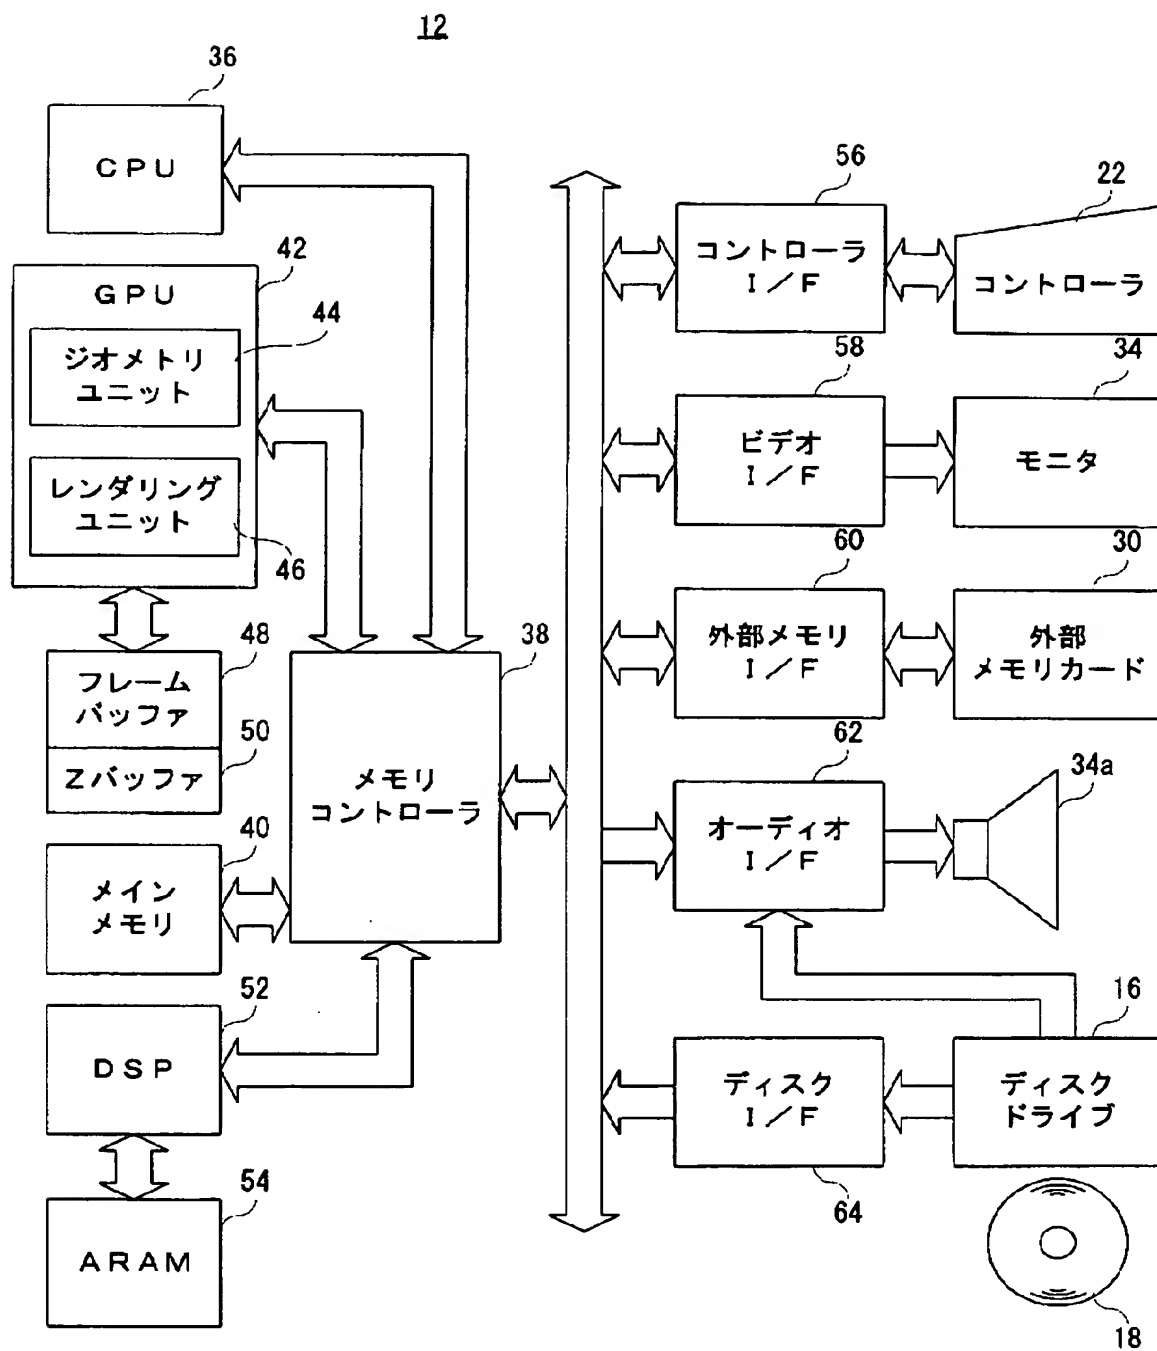 12
36
CPU
42
GPU
44
ジオメトリ
ユニット
レンダリング
ユニット
46
48
フレーム
バッファ
50
Zバッファ
38
メモリ
コントローラ
40
メイン
メモリ
52
DSP
54
ARAM
56
コントローラ
I/F
22
コントローラ
58
ビデオ
I/F
34
モニタ
60
外部メモリ
I/F
30
外部
メモリカード
62
オーディオ
I/F
34a
16
ディスク
I/F
64
ディスク
ドライブ
18